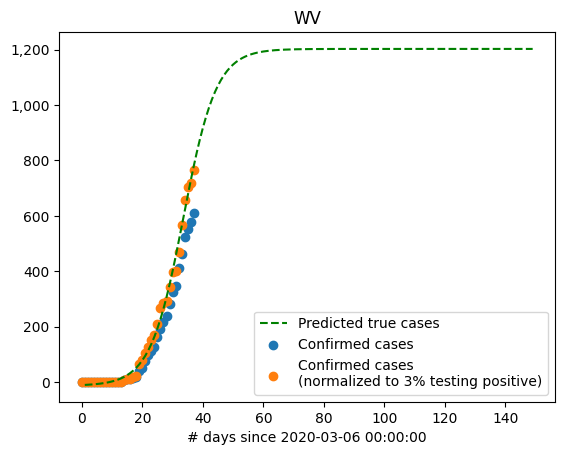 WV
1,200
1,000
800
600
400
200
0
0 20 40 60 80 100 120 140
# days since 2020-03-06 00:00:00
Predicted true cases
Confirmed cases
Confirmed cases
(normalized to 3% testing positive)